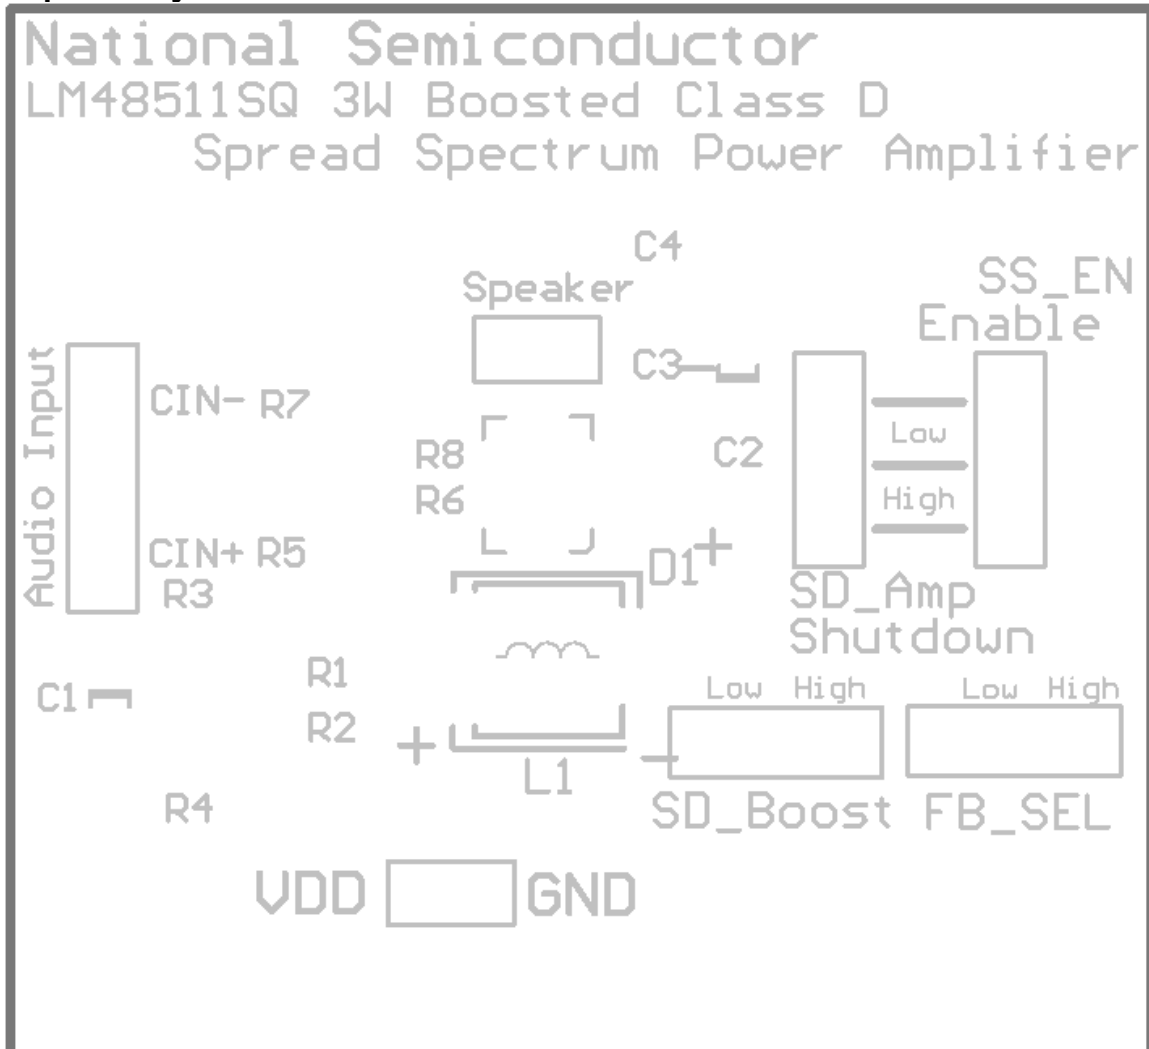 National Semiconductor
LM48511SQ 3W Boosted Class D
Spread Spectrum Power Amplifier
C4
SS_EN
Speaker
Enable
Audio Input
C3
CIN- R7
Low
R8
C2
R6
High
CIN+ R5
D1 +
R3
SD_Amp
Shutdown
R1
Low High
Low High
C1
R2
+
-
L1
R4
SD_Boost
FB_SEL
VDD
GND